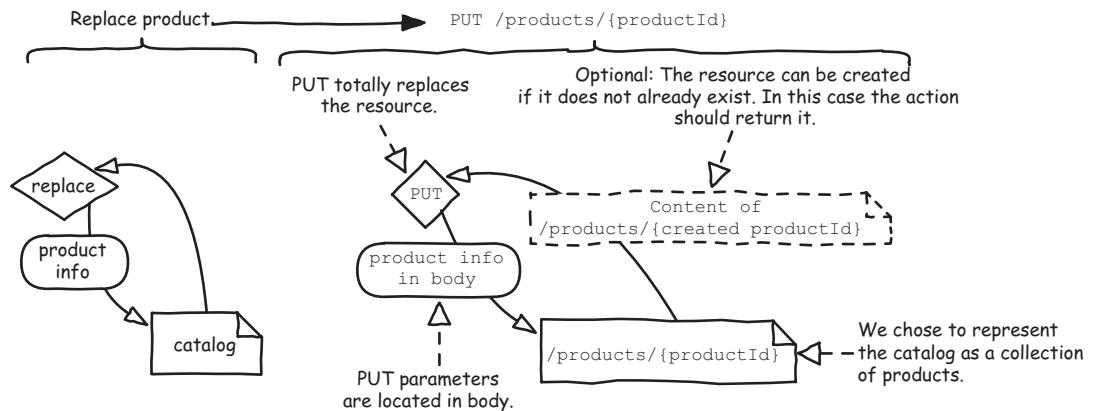 Replace product
PUT /products/{productId}
PUT totally replaces
the resource.
Optional: The resource can be created
if it does not already exist. In this case the action
should return it.
replace
product
info
catalog
PUT
Content of
/products/{created productId}
product info
in body
/products/{productId}
We chose to represent
the catalog as a collection
of products.
PUT parameters
are located in body.